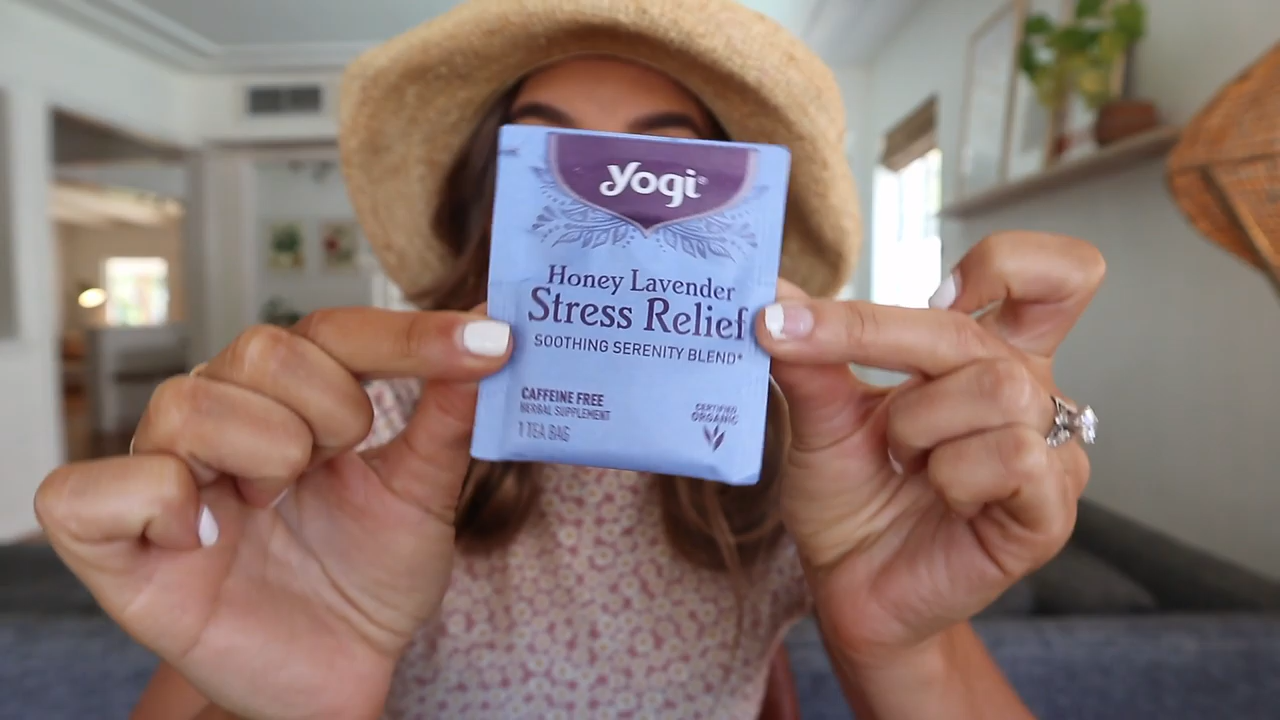 yogi®
Honey Lavender
Stress Relief
SOOTHING SERENITY BLEND*
CAFFEINE FREE
HERBAL SUPPLEMENT
1 TEA BAG
CERTIFIED
ORGANIC